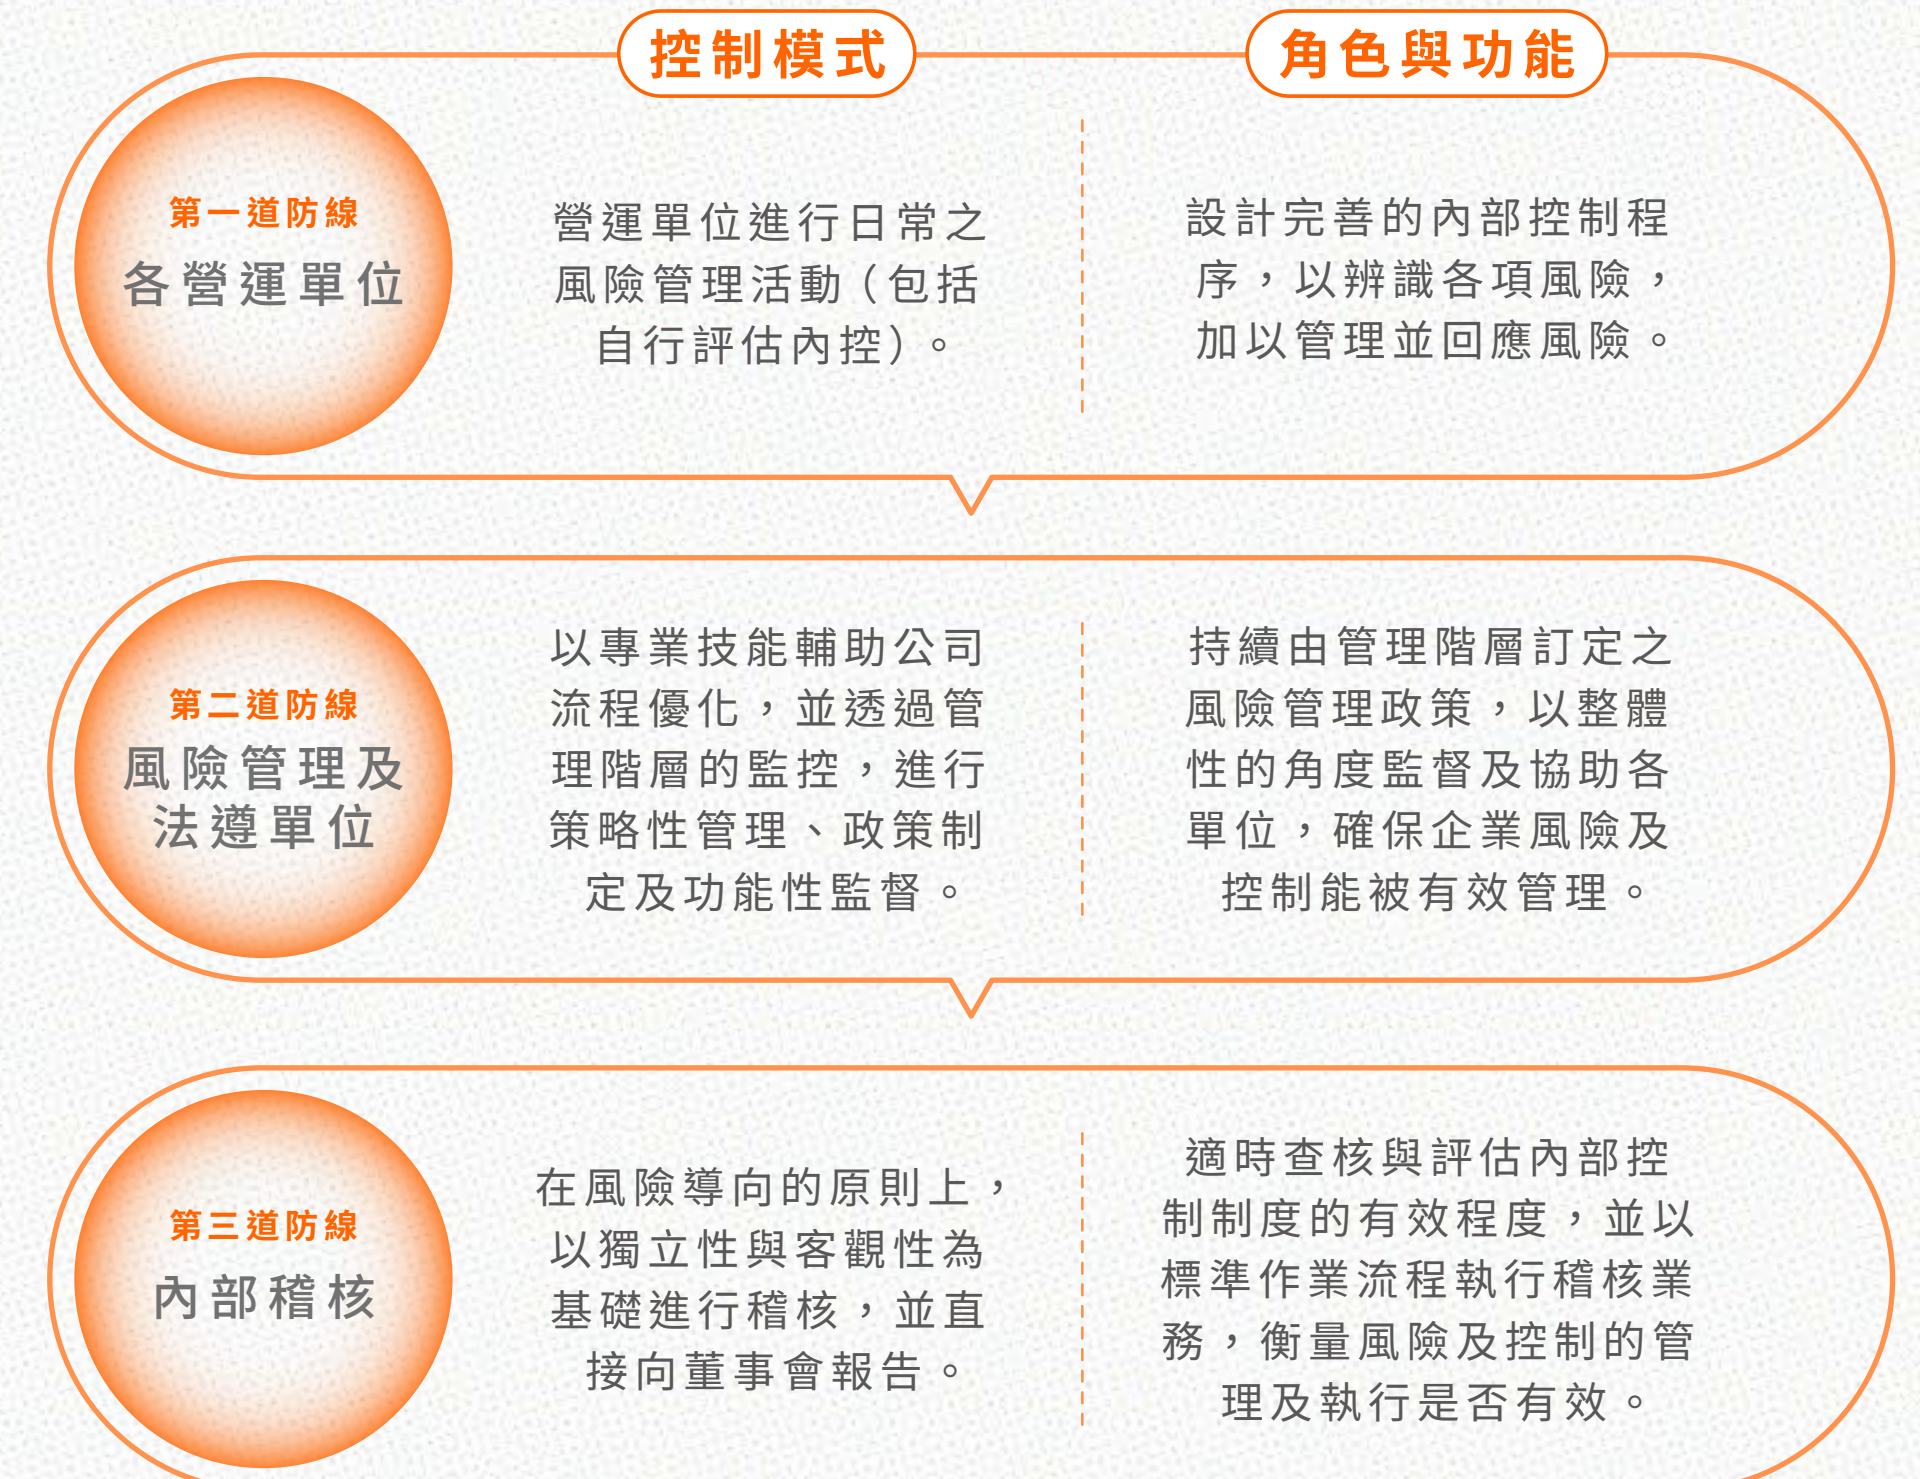 控制模式
角色與功能
第一道防線
各營運單位
營運單位進行日常之
風險管理活動（包括
自行評估內控）。
設計完善的內部控制程
序，以辨識各項風險，
加以管理並回應風險。
第二道防線
風險管理及
法遵單位
以專業技能輔助公司
流程優化，並透過管
理階層的監控，進行
策略性管理、政策制
定及功能性監督。
持續由管理階層訂定之
風險管理政策，以整體
性的角度監督及協助各
單位，確保企業風險及
控制能被有效管理。
第三道防線
內部稽核
在風險導向的原則上，
以獨立性與客觀性為
基礎進行稽核，並直
接向董事會報告。
適時查核與評估內部控
制制度的有效程度，並以
標準作業流程執行稽核業
務，衡量風險及控制的管
理及執行是否有效。